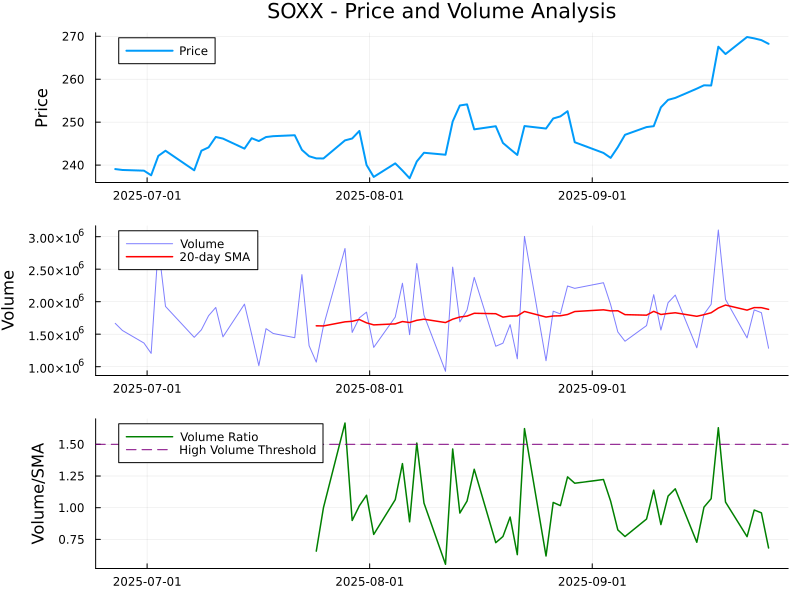 SOXX - Price and Volume Analysis
Price
270
260
250
240
Price
2025-07-01
2025-08-01
2025-09-01
Volume
20-day SMA
3.00×10⁶
2.50×10⁶
2.00×10⁶
1.50×10⁶
1.00×10⁶
Volume
2025-07-01
2025-08-01
2025-09-01
Volume Ratio
High Volume Threshold
1.50
1.25
1.00
0.75
Volume/SMA
2025-07-01
2025-08-01
2025-09-01